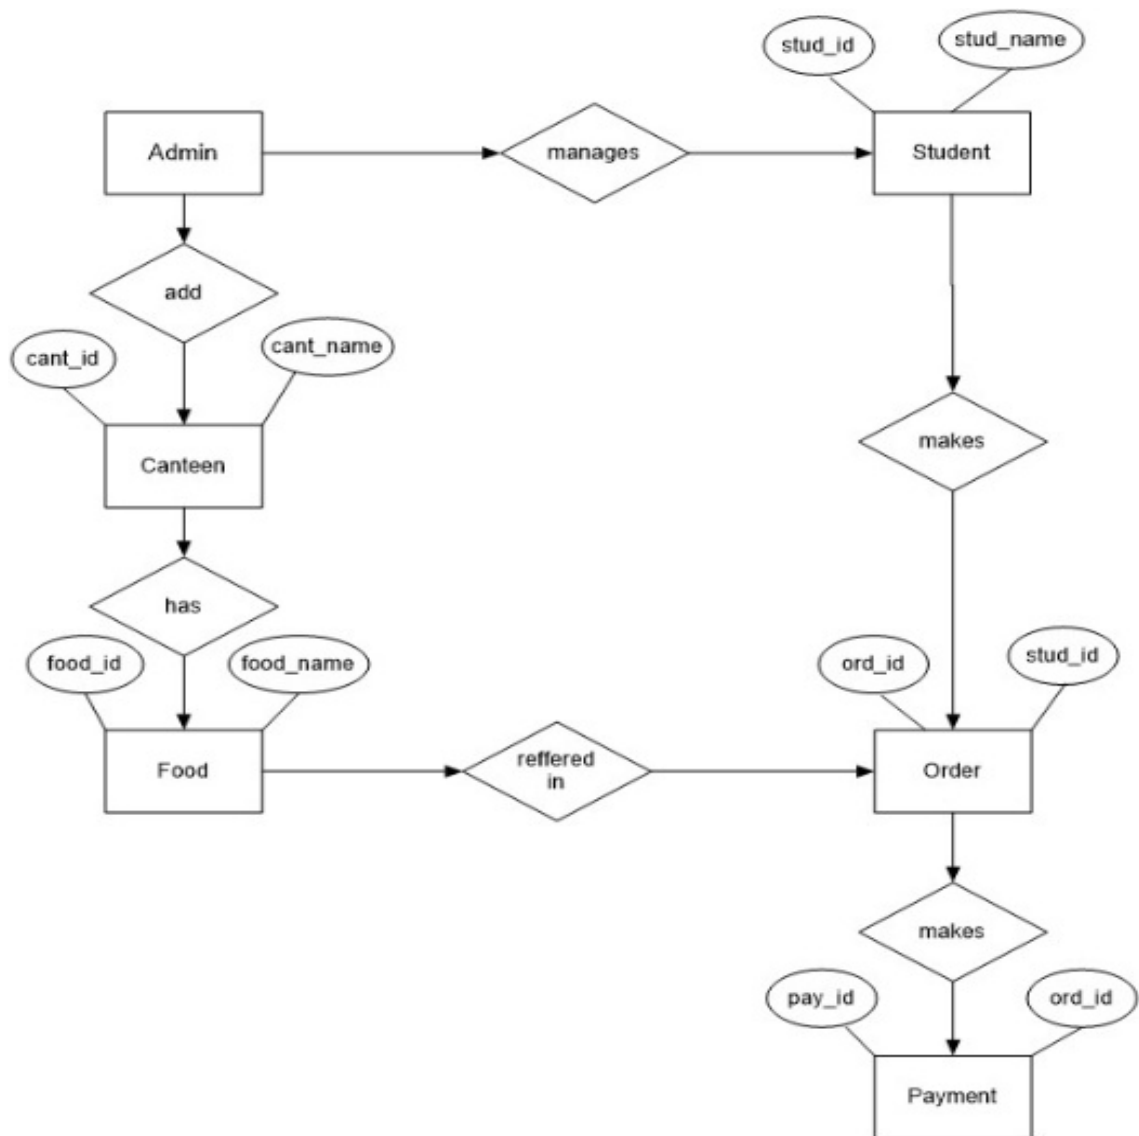 stud_id
stud_name
Admin
manages
Student
add
cant_id
cant_name
Canteen
makes
has
food_id
food_name
ord_id
stud_id
Food
reffered
in
Order
makes
pay_id
ord_id
Payment